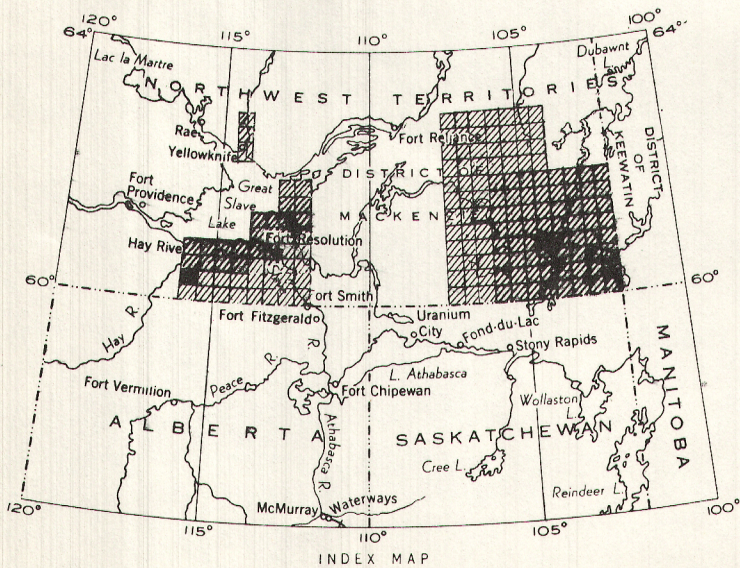 120° 115° 110° 105° 100°
64° 64°
Lac la Martre
Dubawnt
L.
NORTHWEST TERRITORIES
Rae
Fort Reliance
Yellowknife
DISTRICT OF
MACKENZIE
DISTRICT
OF
KEEWATIN
Fort
Providence
Great
Slave
Lake
Hay River
Fort Resolution
60° 60°
Fort Smith
Fort Fitzgerald
Uranium
City
Fond-du-Lac
Stony Rapids
Hay R.
R.
Peace R.
L. Athabasca
Fort Vermilion
Fort Chipewan
Wollaston
L.
MANITOBA
ALBERTA
SASKATCHEWAN
Athabasca R.
Cree L.
Reindeer L.
McMurray
Waterways
120° 115° 110° 105° 100°
INDEX MAP